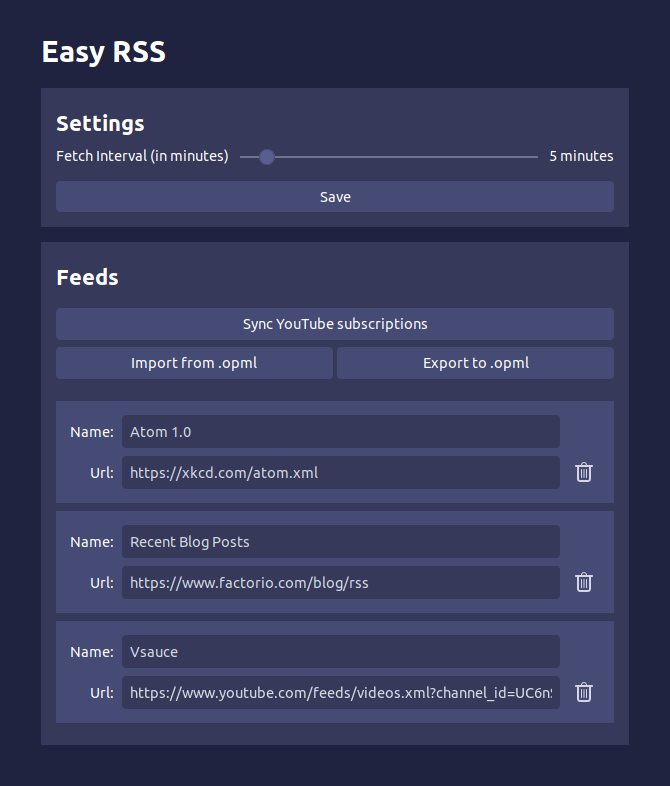 Easy RSS
Settings
Fetch Interval (in minutes) 5 minutes
Save
Feeds
Sync YouTube subscriptions
Import from .opml Export to .opml
Name: Atom 1.0
Url: https://xkcd.com/atom.xml
Name: Recent Blog Posts
Url: https://www.factorio.com/blog/rss
Name: Vsauce
Url: https://www.youtube.com/feeds/videos.xml?channel_id=UC6nS